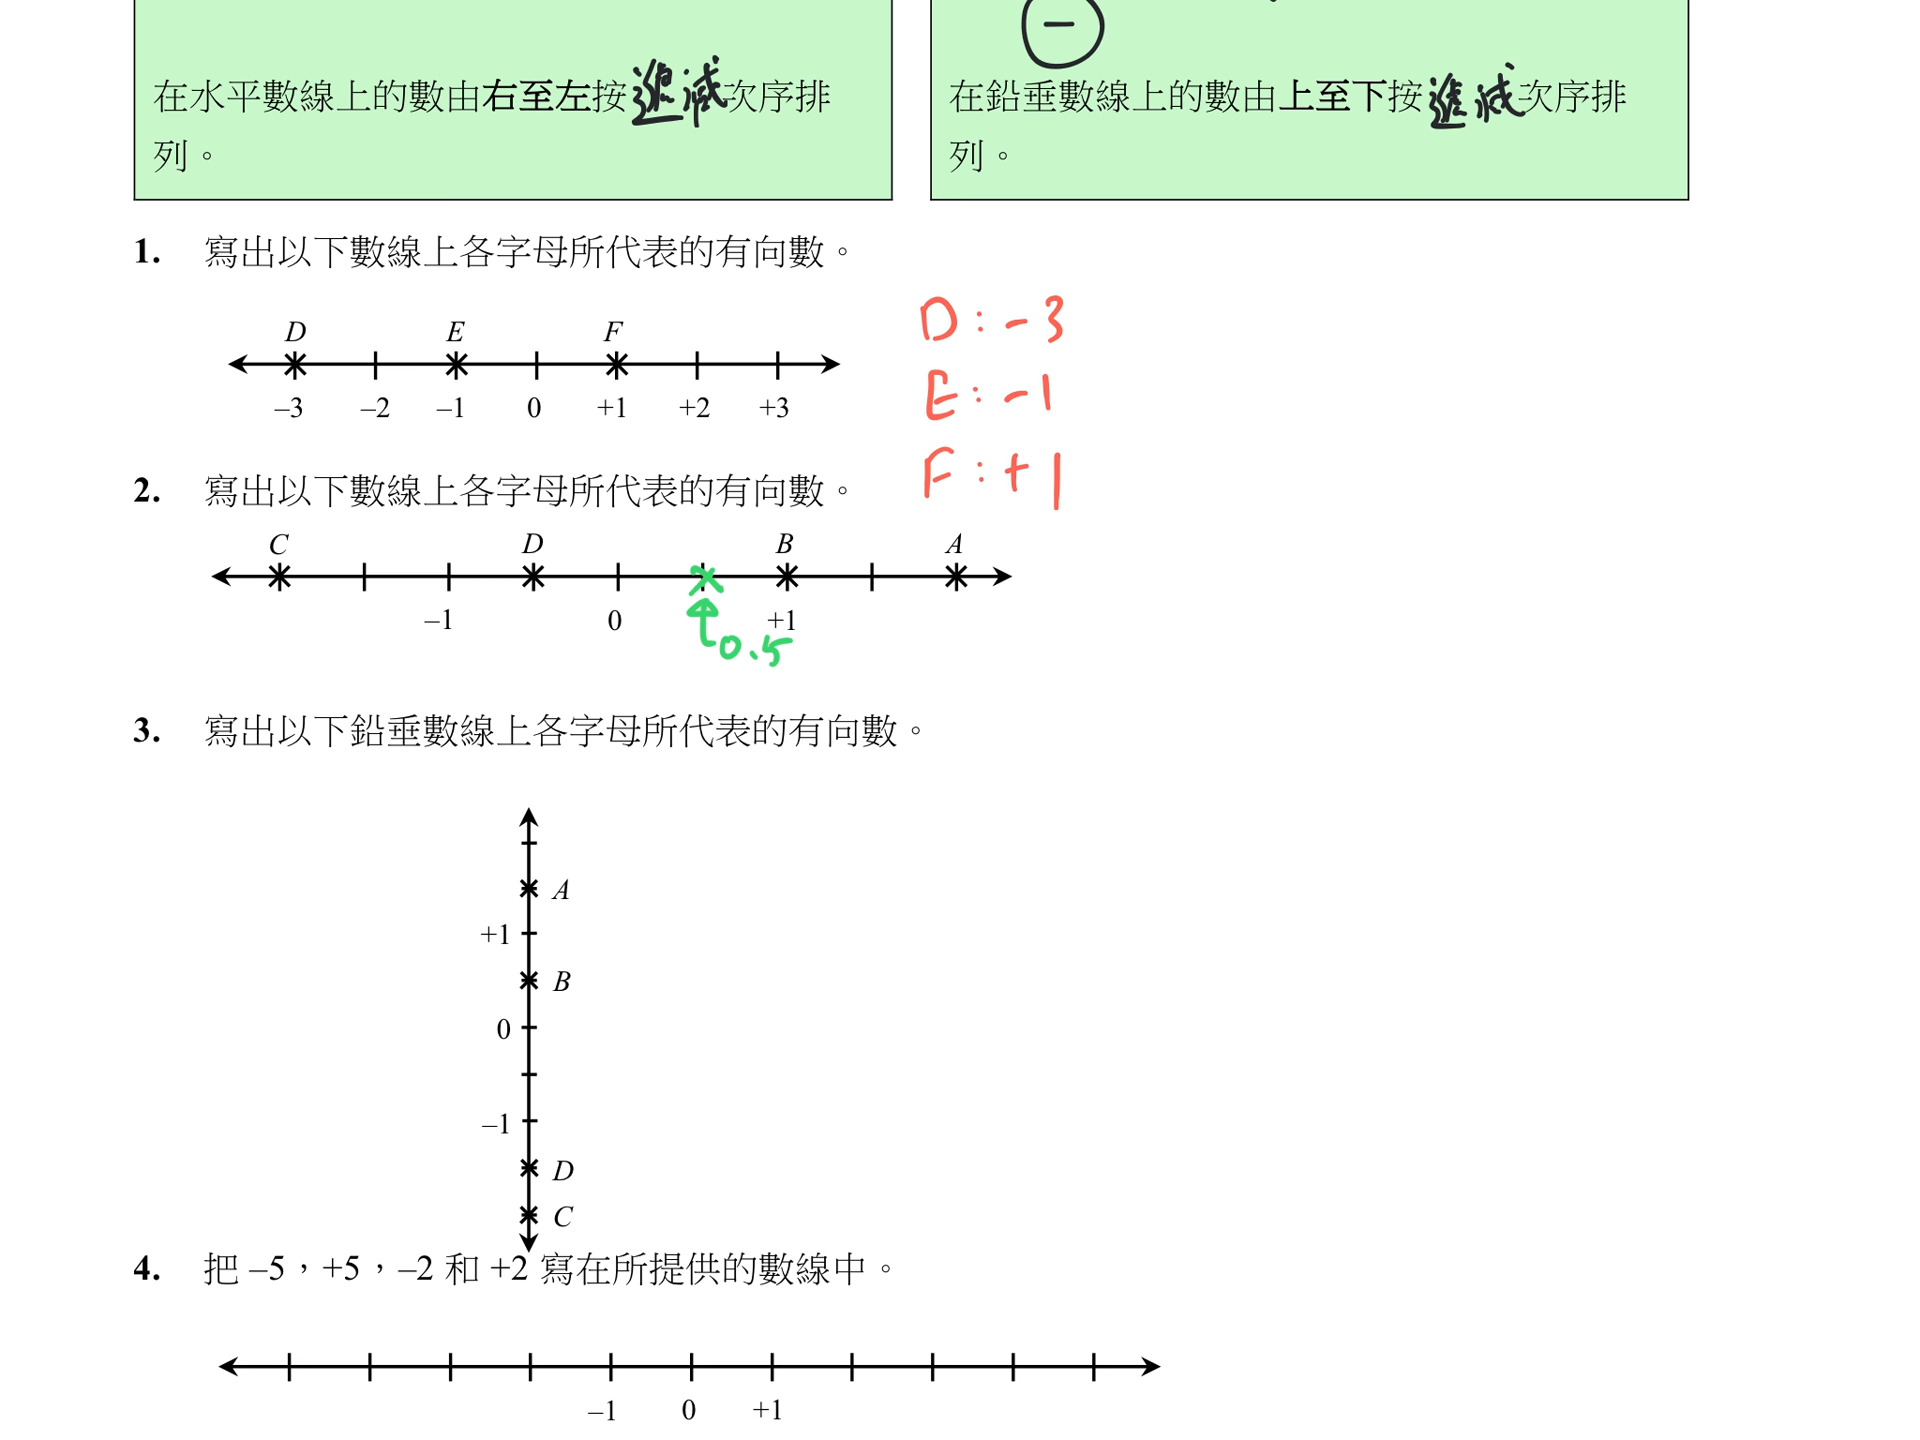 在水平數線上的數由右至左按遞減次序排
列。
在鉛垂數線上的數由上至下按遞減次序排
列。
1. 寫出以下數線上各字母所代表的有向數。
D E F
–3 –2 –1 0 +1 +2 +3
D : -3
E : -1
F : +1
2. 寫出以下數線上各字母所代表的有向數。
C D B A
–1 0 +1
0.5
3. 寫出以下鉛垂數線上各字母所代表的有向數。
A
+1
B
0
–1
D
C
4. 把 –5，+5，–2 和 +2 寫在所提供的數線中。
–1 0 +1